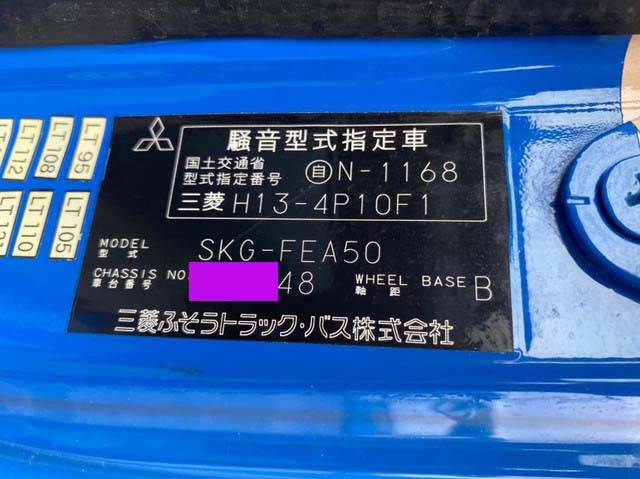 騒音型式指定車
国土交通省
型式指定番号 自 N-1168
三菱 H13-4P10F1
MODEL
型式 SKG-FEA50
CHASSIS NO.
車台番号 48 WHEEL BASE
軸距 B
三菱ふそうトラック・バス株式会社
LT 95
LT 108
LT 112
LT 105
LT 110